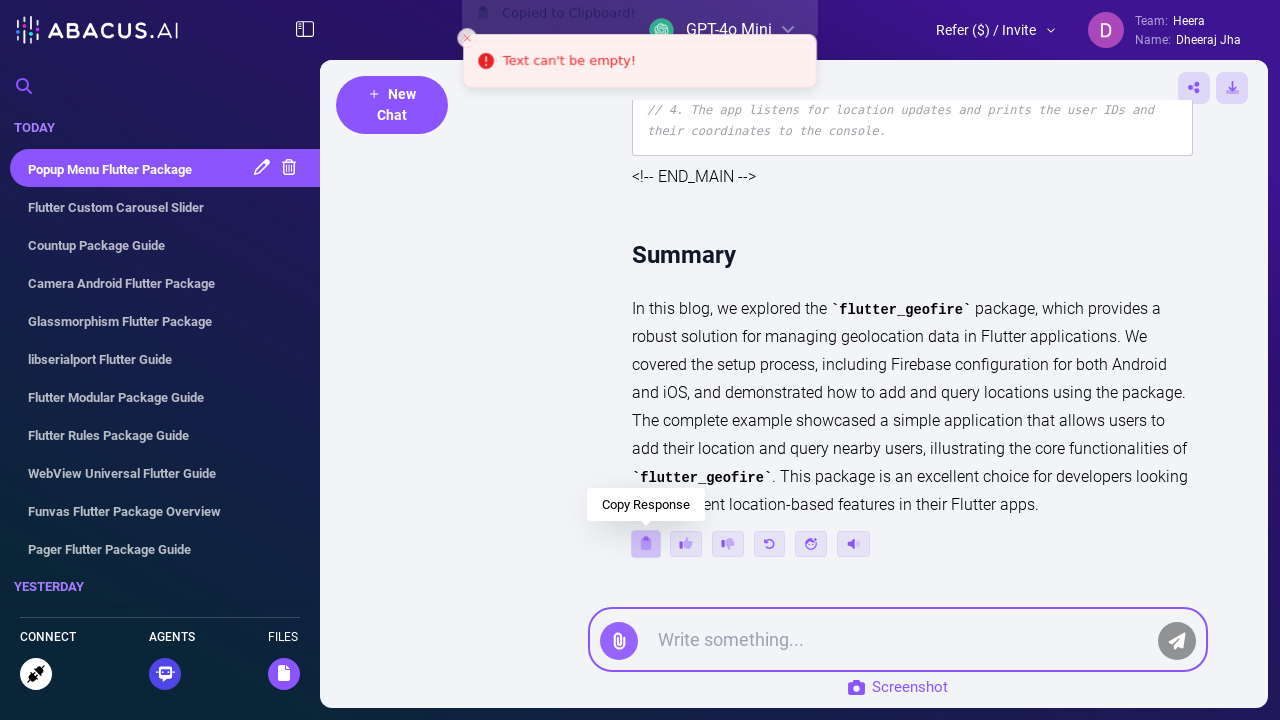 ABACUS.AI
Copied to Clipboard!
GPT-4o Mini
Text can't be empty!
Refer ($) / Invite
D
Team: Heera
Name: Dheeraj Jha
TODAY
Popup Menu Flutter Package
Flutter Custom Carousel Slider
Countup Package Guide
Camera Android Flutter Package
Glassmorphism Flutter Package
libserialport Flutter Guide
Flutter Modular Package Guide
Flutter Rules Package Guide
WebView Universal Flutter Guide
Funvas Flutter Package Overview
Pager Flutter Package Guide
YESTERDAY
CONNECT
AGENTS
FILES
+ New
Chat
// 4. The app listens for location updates and prints the user IDs and
their coordinates to the console.
<!-- END_MAIN -->
Summary
In this blog, we explored the `flutter_geofire` package, which provides a
robust solution for managing geolocation data in Flutter applications. We
covered the setup process, including Firebase configuration for both Android
and iOS, and demonstrated how to add and query locations using the package.
The complete example showcased a simple application that allows users to
add their location and query nearby users, illustrating the core functionalities of
`flutter_geofire`. This package is an excellent choice for developers looking
ent location-based features in their Flutter apps.
Copy Response
Write something...
Screenshot